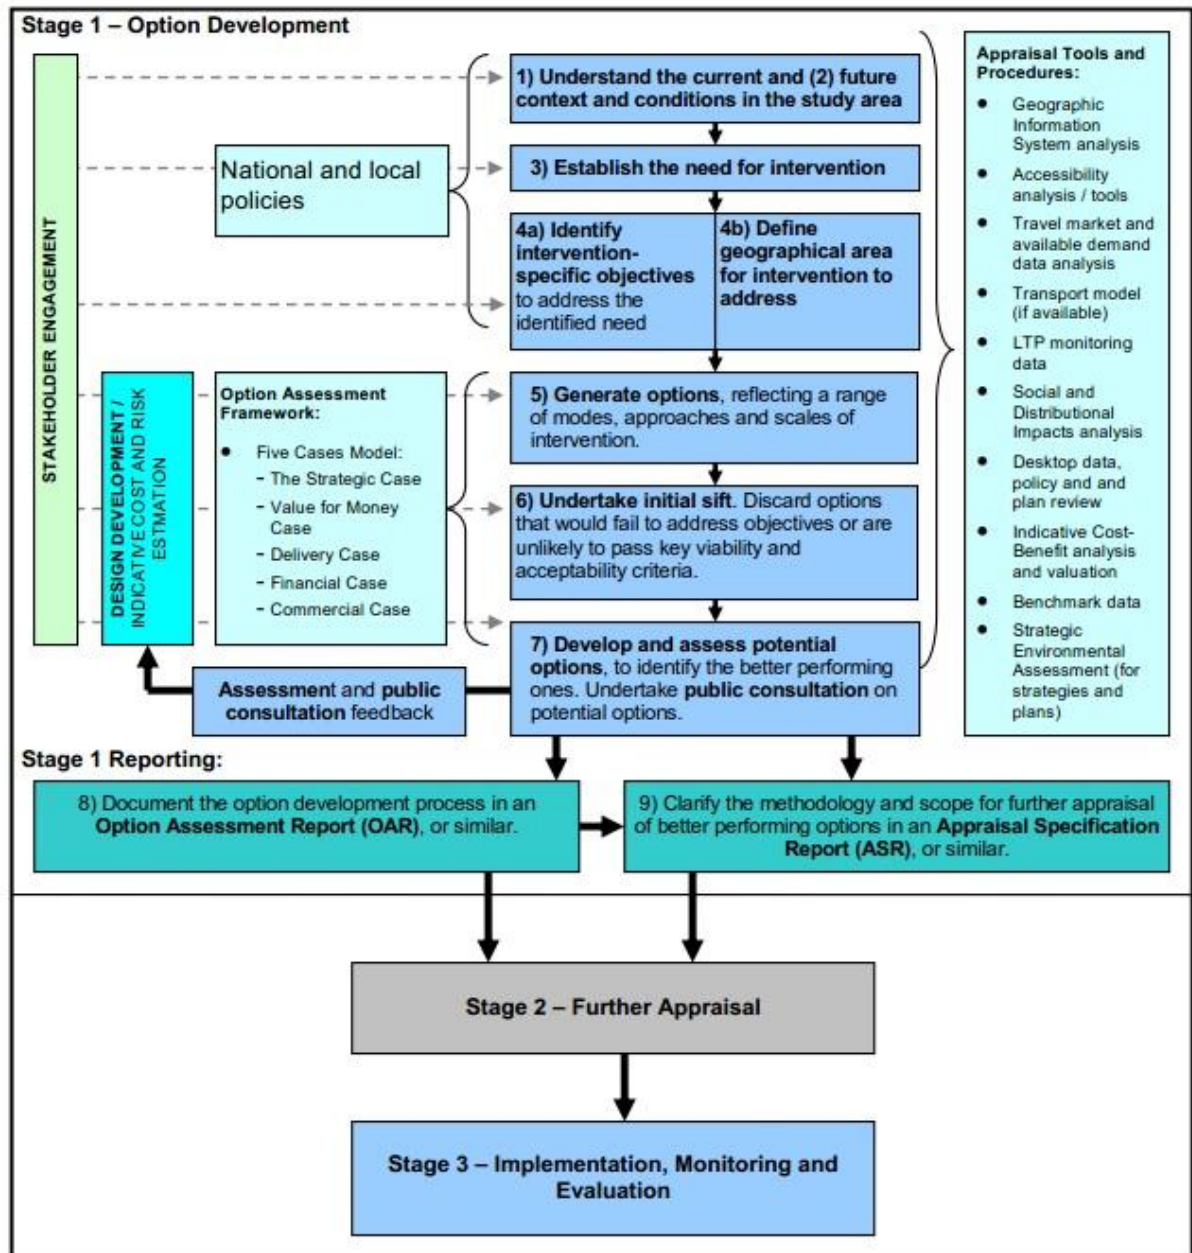 Stage 1 – Option Development
STAKEHOLDER ENGAGEMENT
National and local
policies
1) Understand the current and (2) future
context and conditions in the study area
3) Establish the need for intervention
4a) Identify
intervention-
specific objectives
to address the
identified need
4b) Define
geographical area
for intervention to
address
DESIGN DEVELOPMENT /
INDICATIVE COST AND RISK
ESTMATION
Option Assessment
Framework:
● Five Cases Model:
- The Strategic Case
- Value for Money
Case
- Delivery Case
- Financial Case
- Commercial Case
5) Generate options, reflecting a range
of modes, approaches and scales of
intervention.
6) Undertake initial sift. Discard options
that would fail to address objectives or are
unlikely to pass key viability and
acceptability criteria.
7) Develop and assess potential
options, to identify the better performing
ones. Undertake public consultation on
potential options.
Assessment and public
consultation feedback
Appraisal Tools and
Procedures:
● Geographic
Information
System analysis
● Accessibility
analysis / tools
● Travel market and
available demand
data analysis
● Transport model
(if available)
● LTP monitoring
data
● Social and
Distributional
Impacts analysis
● Desktop data,
policy and and
plan review
● Indicative Cost-
Benefit analysis
and valuation
● Benchmark data
● Strategic
Environmental
Assessment (for
strategies and
plans)
Stage 1 Reporting:
8) Document the option development process in an
Option Assessment Report (OAR), or similar.
9) Clarify the methodology and scope for further appraisal
of better performing options in an Appraisal Specification
Report (ASR), or similar.
Stage 2 – Further Appraisal
Stage 3 – Implementation, Monitoring and
Evaluation